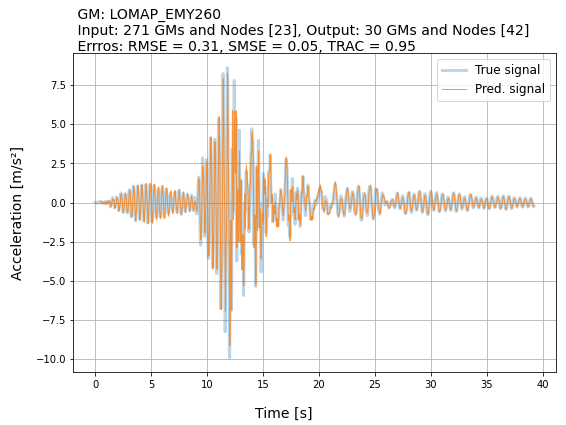 GM: LOMAP_EMY260
Input: 271 GMs and Nodes [23], Output: 30 GMs and Nodes [42]
Erros: RMSE = 0.31, SMSE = 0.05, TRAC = 0.95
True signal
Pred. signal
7.5
5.0
2.5
0.0
−2.5
−5.0
−7.5
−10.0
Acceleration [m/s²]
0 5 10 15 20 25 30 35 40
Time [s]